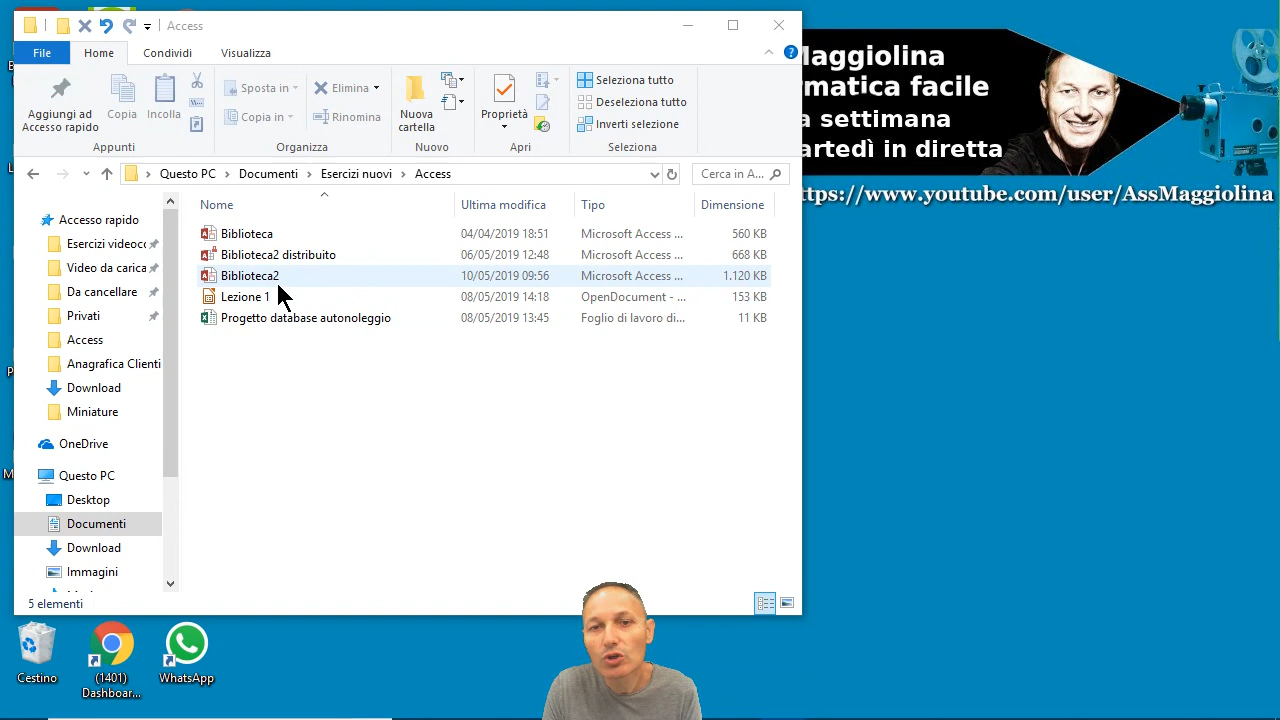 Access
File
Home
Condividi
Visualizza
Aggiungi ad
Accesso rapido
Copia
Incolla
Sposta in
Copia in
Elimina
Rinomina
Nuova
cartella
Proprietà
Seleziona tutto
Deseleziona tutto
Inverti selezione
Appunti
Organizza
Nuovo
Apri
Selezione
Questo PC
Documenti
Esercizi nuovi
Access
Cerca in A...
Nome
Ultima modifica
Tipo
Dimensione
Biblioteca
04/04/2019 18:51
Microsoft Access ...
560 KB
Biblioteca2 distribuito
06/05/2019 12:48
Microsoft Access ...
668 KB
Biblioteca2
10/05/2019 09:56
Microsoft Access ...
1.120 KB
Lezione 1
08/05/2019 14:18
OpenDocument - ...
153 KB
Progetto database autonoleggio
08/05/2019 13:45
Foglio di lavoro di...
11 KB
Accesso rapido
Esercizi videoc
Video da carica
Da cancellare
Privati
Access
Anagrafica Clienti
Download
Miniature
OneDrive
Questo PC
Desktop
Documenti
Download
Immagini
5 elementi
Maggiolina
rmatica facile
a settimana
artedì in diretta
ttps://www.youtube.com/user/AssMaggiolina
Cestino
(1401)
Dashboar...
WhatsApp